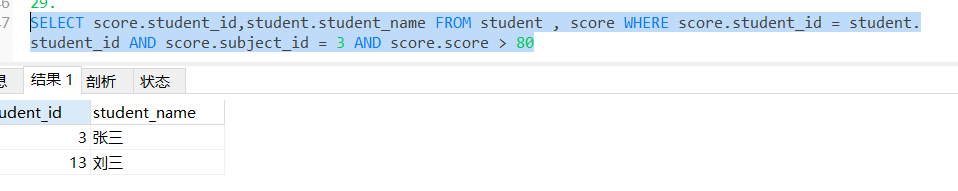 29.
47
SELECT score.student_id,student.student_name FROM student , score WHERE score.student_id = student.
student_id AND score.subject_id = 3 AND score.score > 80
息 结果 1 剖析 状态
udent_id student_name
3 张三
13 刘三